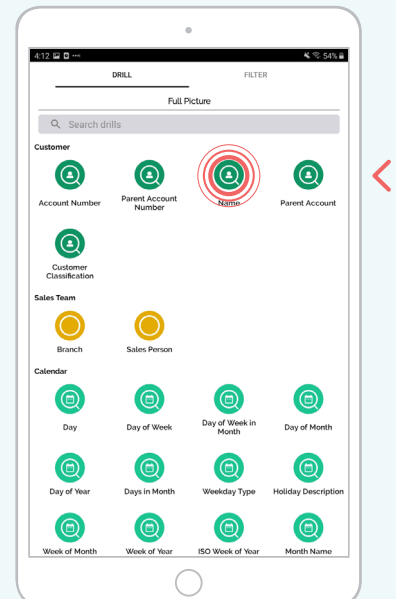 4:12 54%
DRILL FILTER
Full Picture
Search drills
Customer
Account Number
Parent Account
Number
Name
Parent Account
Customer
Classification
Sales Team
Branch
Sales Person
Calendar
Day
Day of Week
Day of Week in
Month
Day of Month
Day of Year
Days in Month
Weekday Type
Holiday Description
Week of Month
Week of Year
ISO Week of Year
Month Name